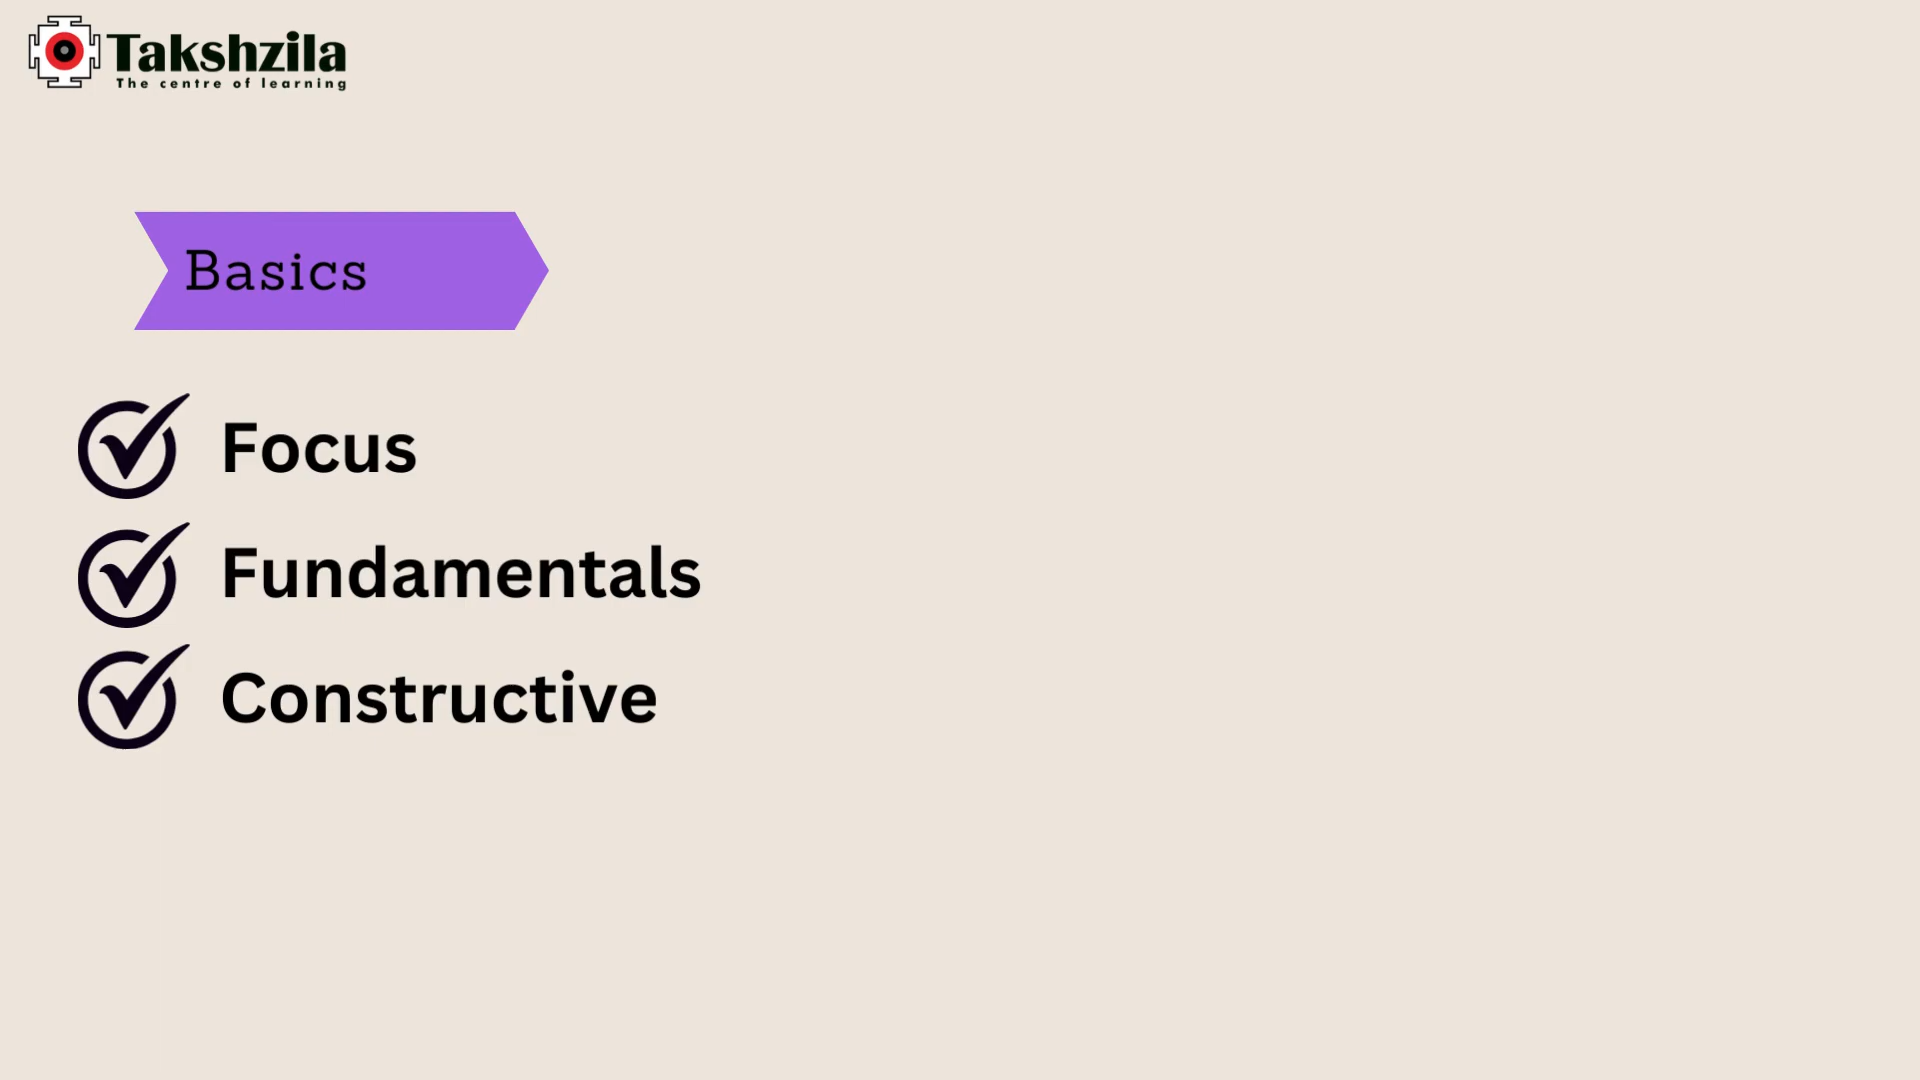 Takshzila
The centre of learning
Basics
Focus
Fundamentals
Constructive